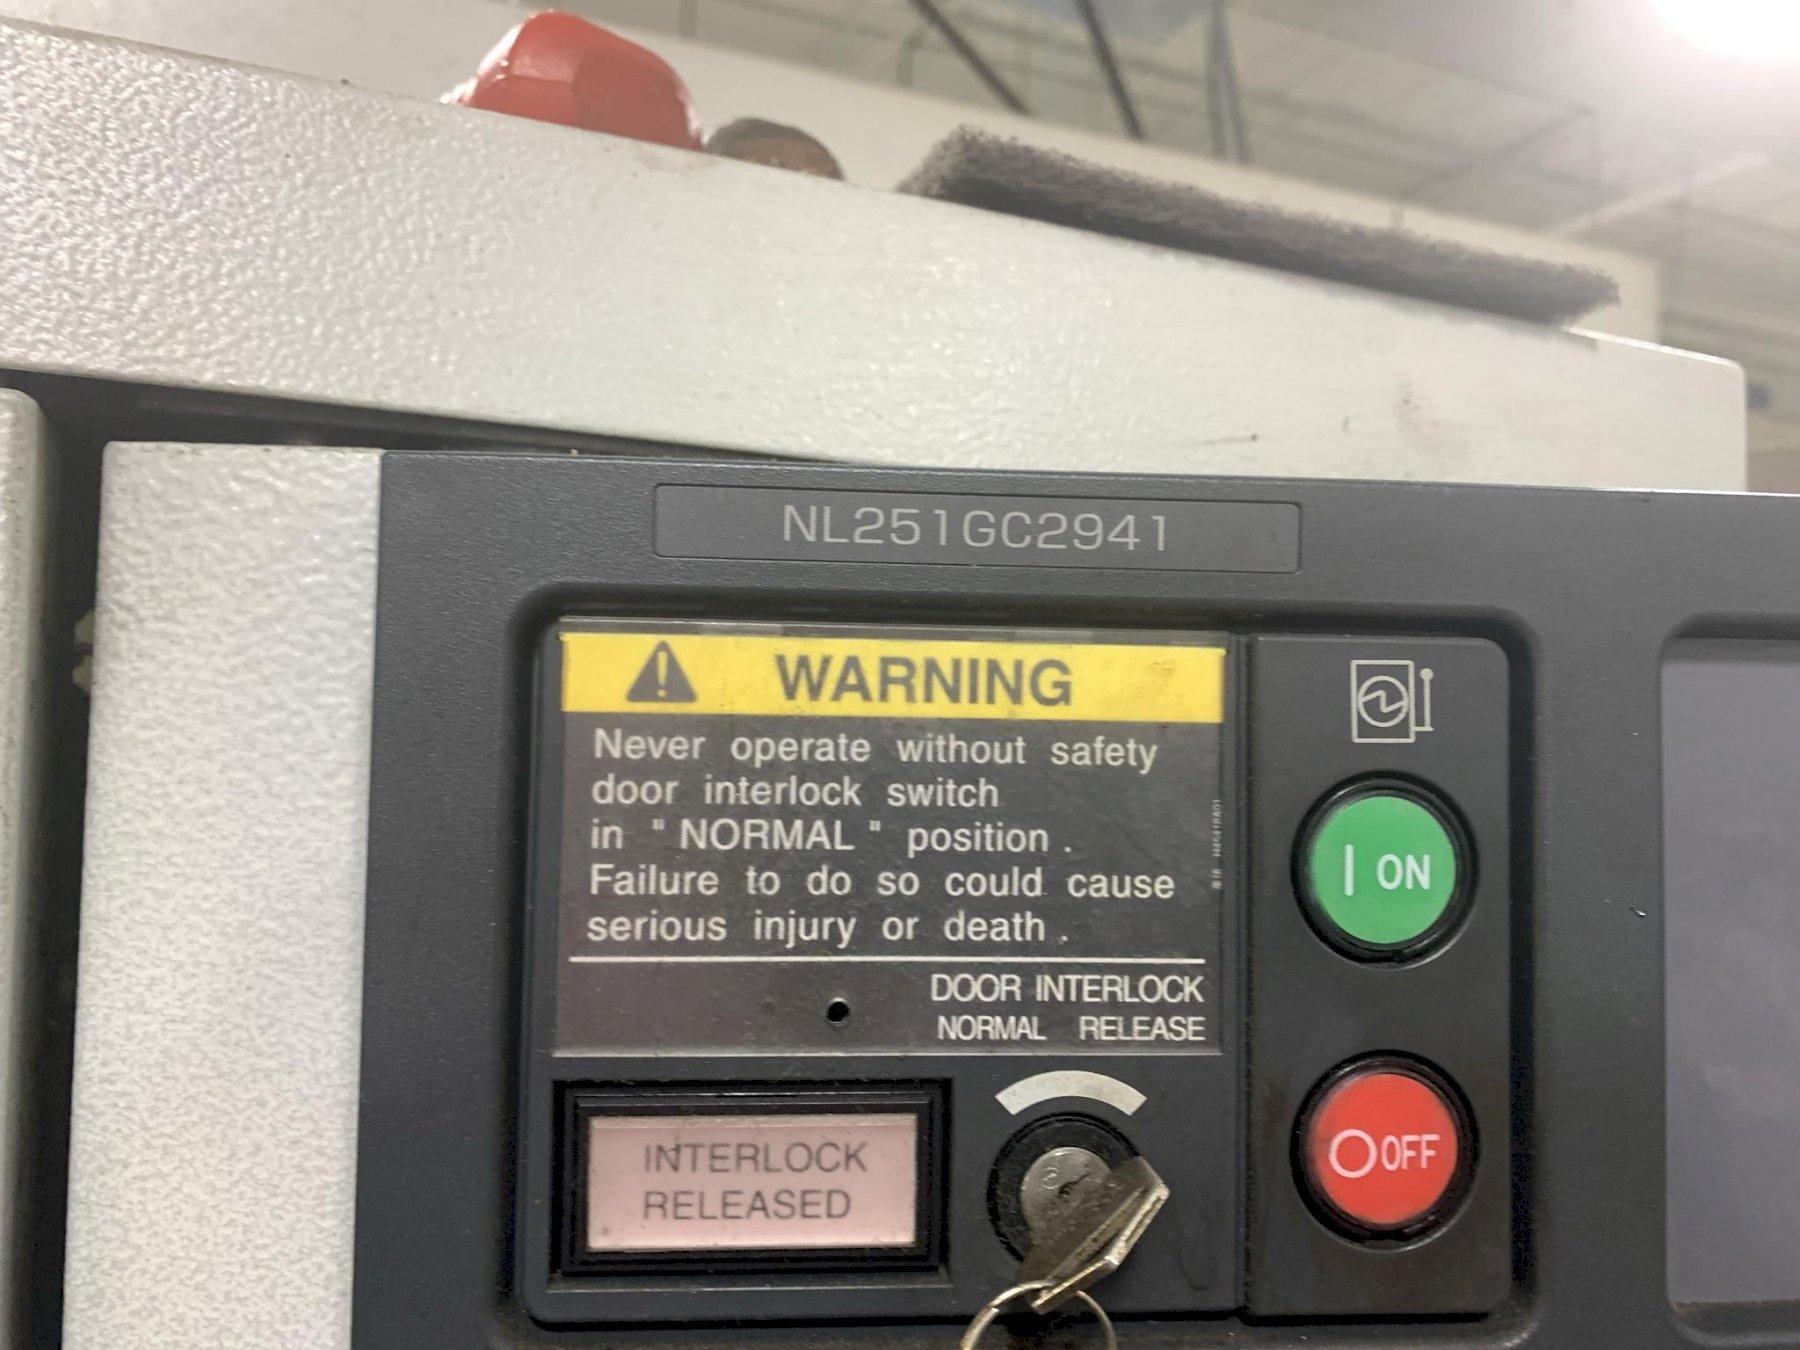 NL251GC2941
WARNING
Never operate without safety
door interlock switch
in "NORMAL" position.
Failure to do so could cause
serious injury or death.
DOOR INTERLOCK
NORMAL RELEASE
INTERLOCK
RELEASED
I ON
O OFF